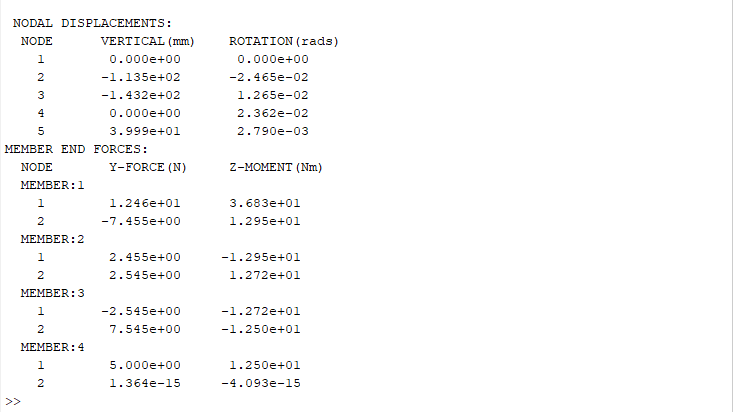 NODAL DISPLACEMENTS:
NODE VERTICAL(mm) ROTATION(rads)
1 0.000e+00 0.000e+00
2 -1.135e+02 -2.465e-02
3 -1.432e+02 1.265e-02
4 0.000e+00 2.362e-02
5 3.999e+01 2.790e-03
MEMBER END FORCES:
NODE Y-FORCE(N) Z-MOMENT(Nm)
MEMBER:1
1 1.246e+01 3.683e+01
2 -7.455e+00 1.295e+01
MEMBER:2
1 2.455e+00 -1.295e+01
2 2.545e+00 1.272e+01
MEMBER:3
1 -2.545e+00 -1.272e+01
2 7.545e+00 -1.250e+01
MEMBER:4
1 5.000e+00 1.250e+01
2 1.364e-15 -4.093e-15
>>